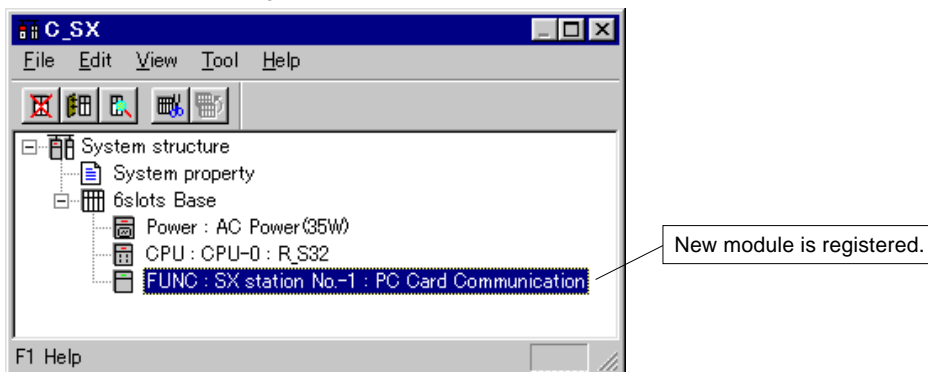 C_SX
File Edit View Tool Help
System structure
System property
6slots Base
Power : AC Power(35W)
CPU : CPU-0 : R_S32
FUNC : SX station No.-1 : PC Card Communication
New module is registered.
F1 Help